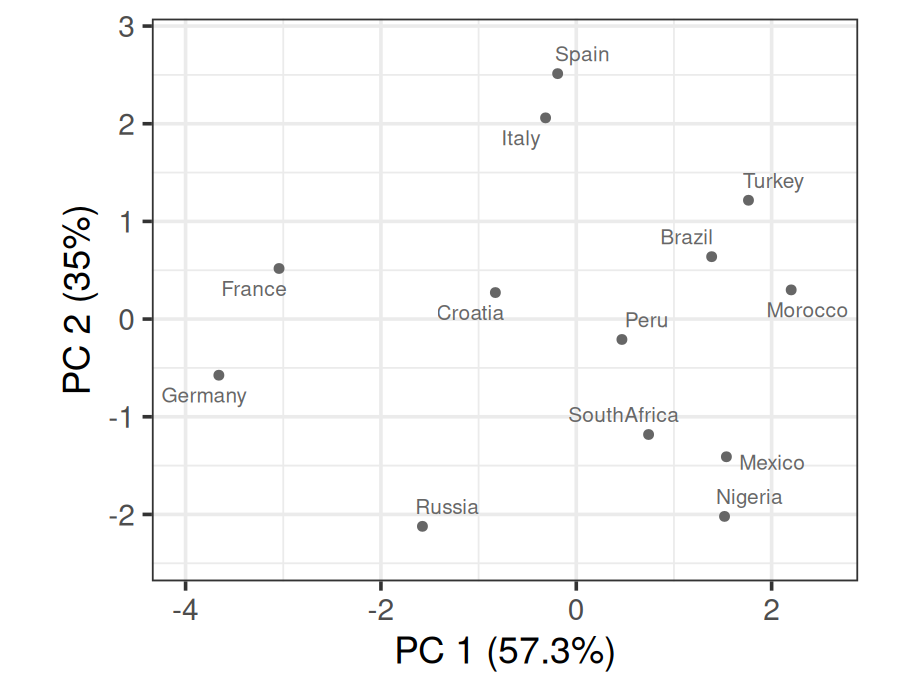 3
Spain
2
Italy
Turkey
1
Brazil
France
Morocco
Croatia
0
Peru
Germany
-1
SouthAfrica
Mexico
Nigeria
-2
Russia
PC 2 (35%)
-4
-2
0
2
PC 1 (57.3%)